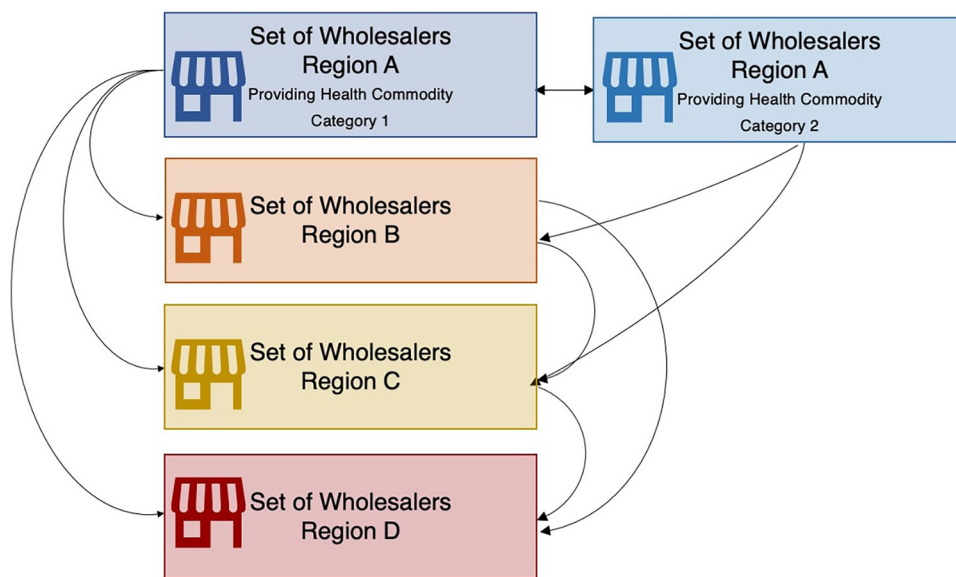 Set of Wholesalers
Region A
Providing Health Commodity
Category 1
Set of Wholesalers
Region A
Providing Health Commodity
Category 2
Set of Wholesalers
Region B
Set of Wholesalers
Region C
Set of Wholesalers
Region D